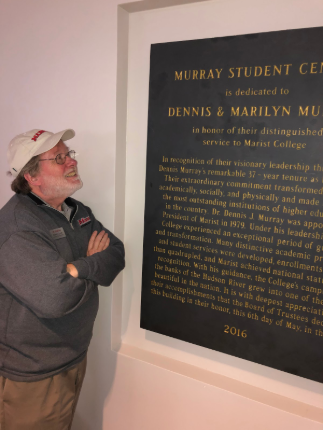 MURRAY STUDENT CEN
is dedicated to
DENNIS & MARILYN MU
in honor of their distinguished
service to Marist College
In recognition of their visionary leadership th
Dennis Murray's remarkable 37 - year tenure as
Their extraordinary commitment transformed
academically, socially, and physically and made
the most outstanding institutions of higher edu
in the country. Dr. Dennis J. Murray was appoin
President of Marist in 1979. Under his leadershi
College experienced an exceptional period of g
and transformation. Many distinctive academic pr
and student services were developed, enrollments
than quadrupled, and Marist achieved national stat
recognition. With his guidance, the College's camp
the banks of the Hudson River grew into one of the
beautiful in the nation. It is with deepest appreciat
their accomplishments that the Board of Trustees de
this building in their honor, this 6th day of May, in th
2016